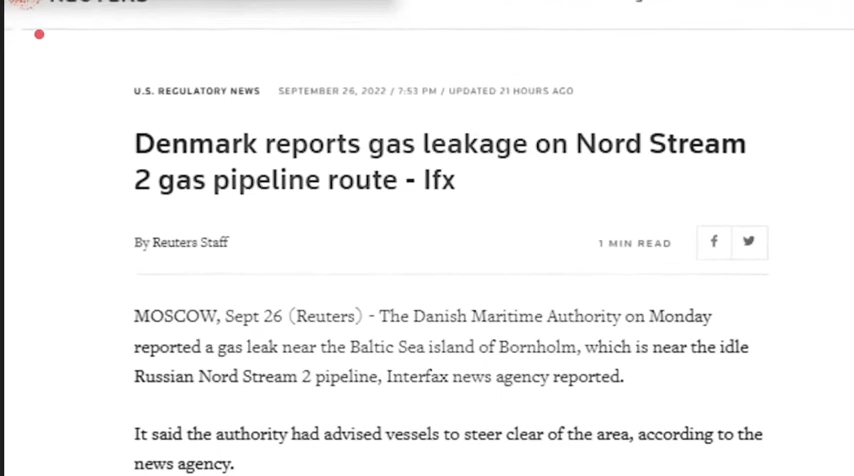 U.S. REGULATORY NEWS SEPTEMBER 26, 2022 / 7:53 PM / UPDATED 21 HOURS AGO
Denmark reports gas leakage on Nord Stream
2 gas pipeline route - Ifx
By Reuters Staff 1 MIN READ
MOSCOW, Sept 26 (Reuters) - The Danish Maritime Authority on Monday
reported a gas leak near the Baltic Sea island of Bornholm, which is near the idle
Russian Nord Stream 2 pipeline, Interfax news agency reported.
It said the authority had advised vessels to steer clear of the area, according to the
news agency.